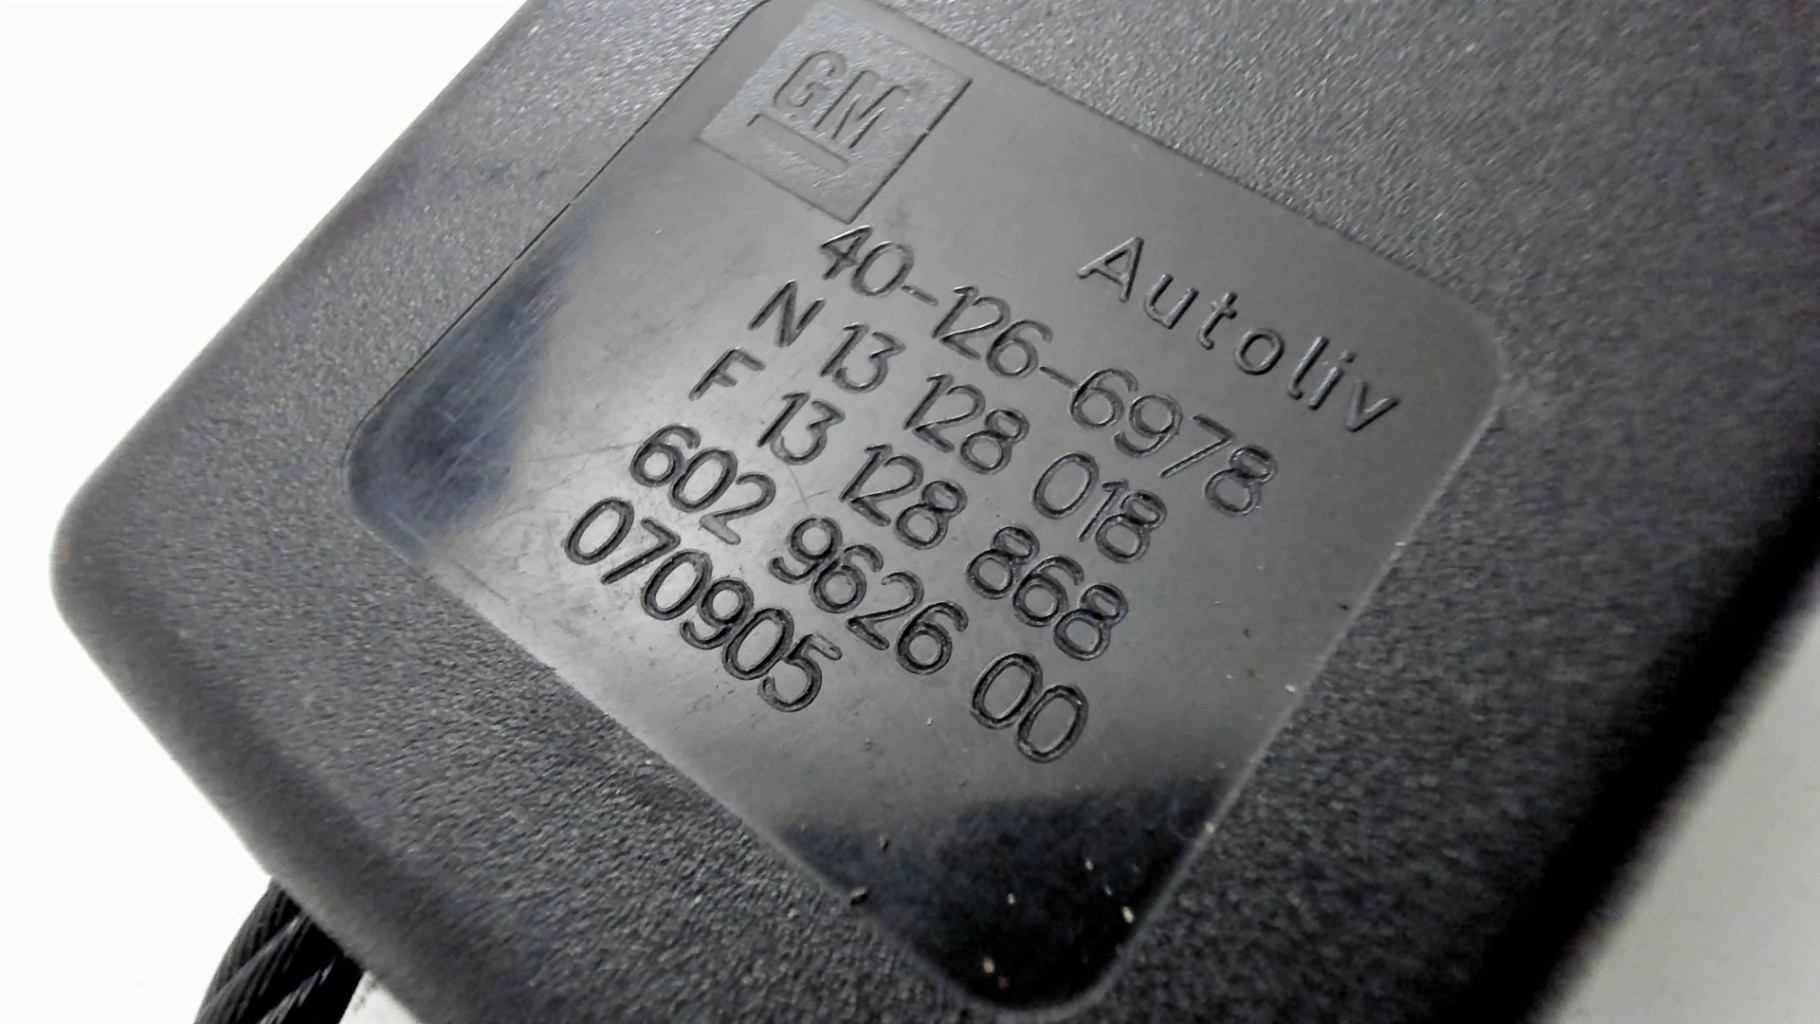 GM
Autoliv
40-126-6978
N 13 128 018
F 13 128 868
602 9626 00
070905